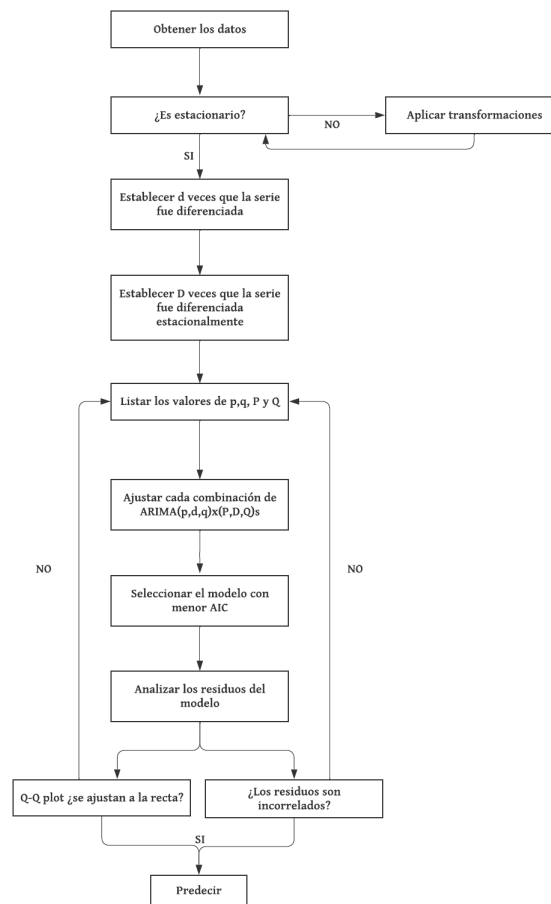 Obtener los datos
¿Es estacionario?
NO
Aplicar transformaciones
SI
Establecer d veces que la serie
fue diferenciada
Establecer D veces que la serie
fue diferenciada
estacionalmente
Listar los valores de p,q, P y Q
Ajustar cada combinación de
ARIMA(p,d,q)x(P,D,Q)s
NO
NO
Seleccionar el modelo con
menor AIC
Analizar los residuos del
modelo
Q-Q plot ¿se ajustan a la recta?
¿Los residuos son
incorrelados?
SI
Predecir